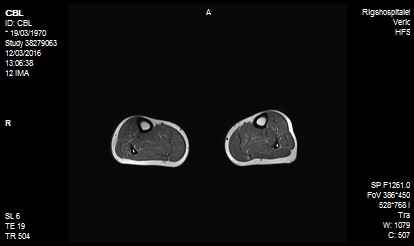 CBL
ID: CBL
* 19/03/1970
Study 38279063
12/03/2016
13:06:38
12 IMA
A
Rigshospitalet
Veric
HFS
R
SL 6
TE 19
TR 504
SP F1261.0
FoV 386*450
528*768 I
Tra
W: 1079
C: 507